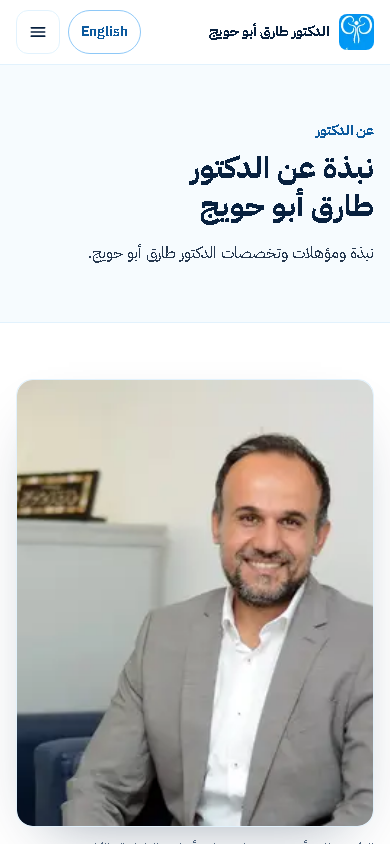 الدكتور طارق أبو حويج
English
عن الدكتور
نبذة عن الدكتور
طارق أبو حويج
نبذة ومؤهلات وتخصصات الدكتور طارق أبو حويج.